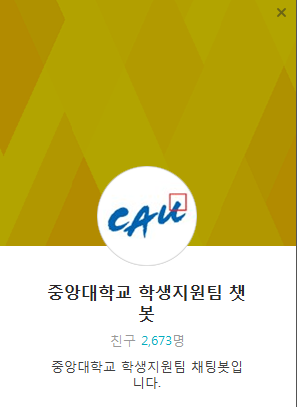 CAU
중앙대학교 학생지원팀 챗
봇
친구 2,673명
중앙대학교 학생지원팀 채팅봇입
니다.